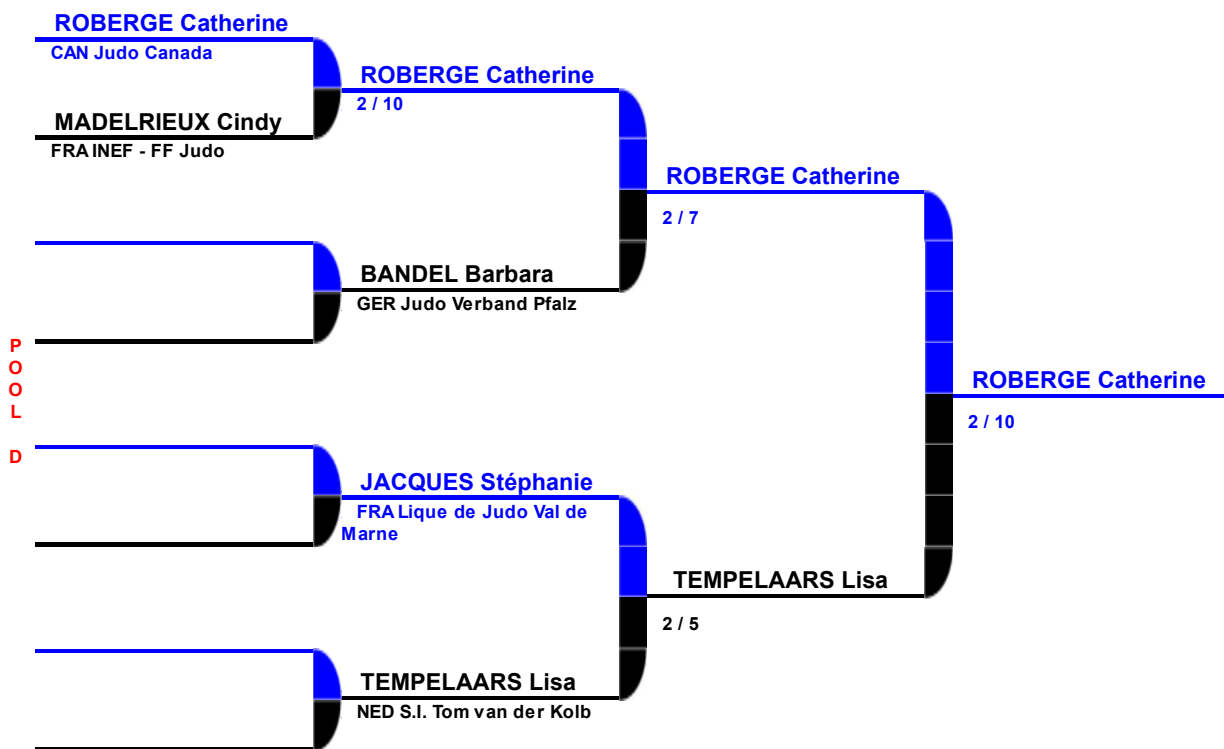 ROBERGE Catherine
CAN Judo Canada
MADELRIEUX Cindy
FRA INEF - FF Judo
ROBERGE Catherine
2 / 10
BANDEL Barbara
GER Judo Verband Pfalz
ROBERGE Catherine
2 / 7
P
O
O
L
D
JACQUES Stéphanie
FRA Lique de Judo Val de
Marne
TEMPELAARS Lisa
NED S.I. Tom van der Kolb
TEMPELAARS Lisa
2 / 5
ROBERGE Catherine
2 / 10